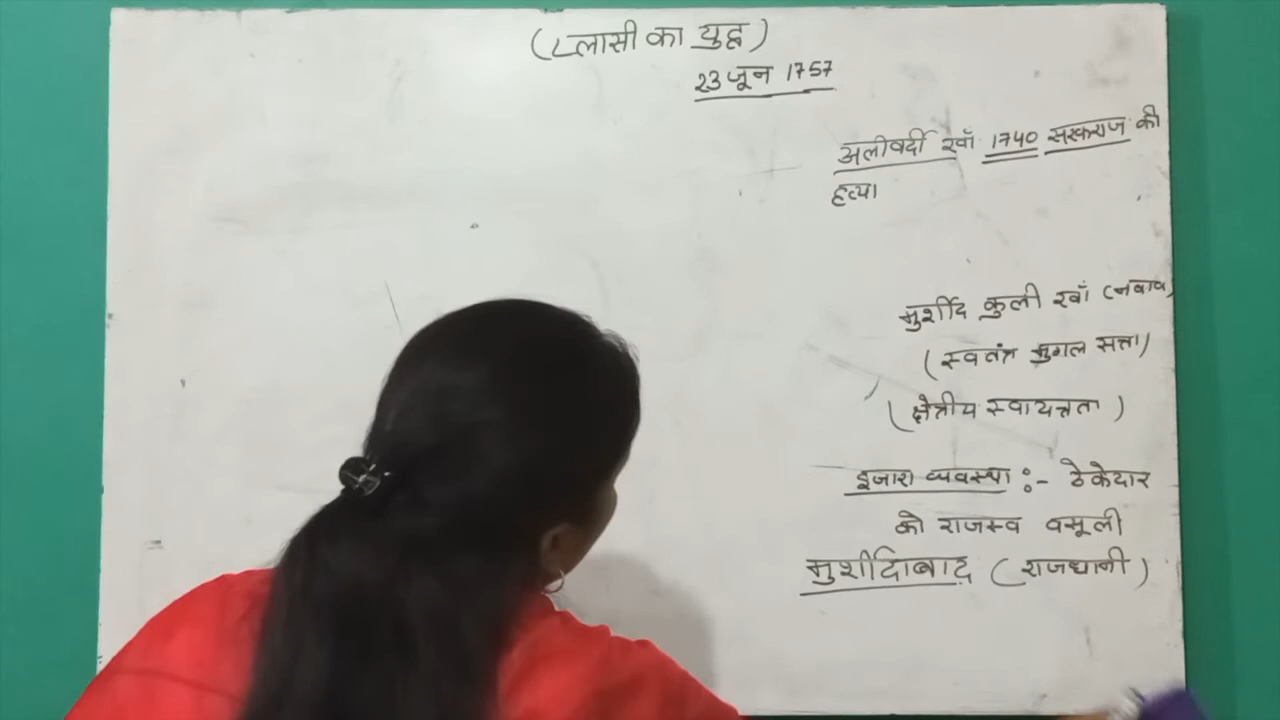 (प्लासी का युद्ध)
23 जून 1757
अलीवर्दी खाँ 1740 सरफराज की
हत्या
मुर्शीद कुली खाँ (नवाब)
(स्वतंत्र मुगल सत्ता)
(क्षेत्रीय स्वायत्तता)
इजारा व्यवस्था :- ठेकेदार
को राजस्व वसूली
मुर्शीदाबाद (राजधानी)